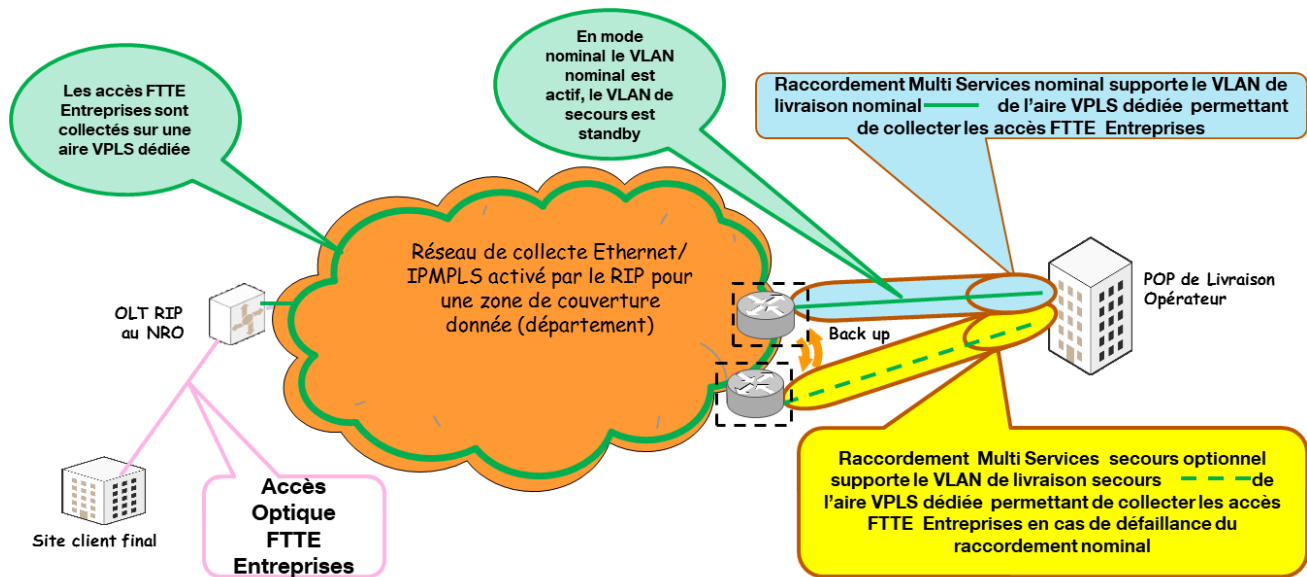 Les accès FTTE
Entreprises sont
collectés sur une
aire VPLS dédiée
En mode
nominal le VLAN
nominal est
actif, le VLAN de
secours est
standby
Raccordement Multi Services nominal supporte le VLAN de
livraison nominal de l'aire VPLS dédiée permettant
de collecter les accès FTTE Entreprises
Réseau de collecte Ethernet/
IPMPLS activé par le RIP pour
une zone de couverture
donnée (département)
OLT RIP
au NRO
Back up
POP de Livraison
Opérateur
Site client final
Accès
Optique
FTTE
Entreprises
Raccordement Multi Services secours optionnel
supporte le VLAN de livraison secours de
l'aire VPLS dédiée permettant de collecter les accès
FTTE Entreprises en cas de défaillance du
raccordement nominal